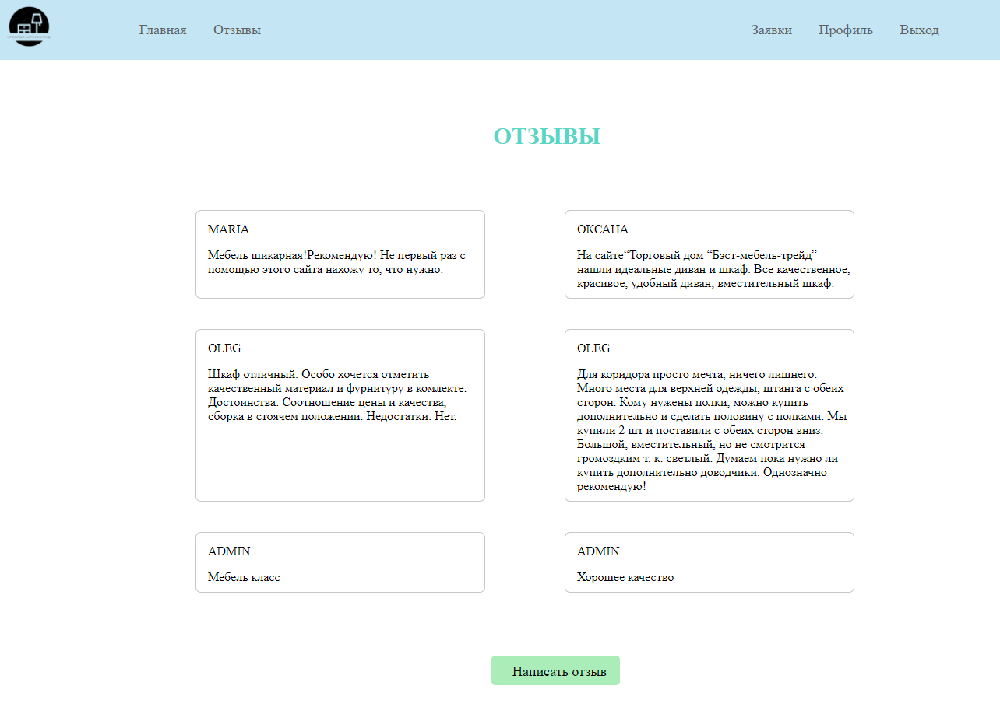 Главная Отзывы Заявки Профиль Выход
ОТЗЫВЫ
MARIA
Мебель шикарная!Рекомендую! Не первый раз с
помощью этого сайта нахожу то, что нужно.
ОКСАНА
На сайте“Торговый дом “Бэст-мебель-трейд”
нашли идеальные диван и шкаф. Все качественное,
красивое, удобный диван, вместительный шкаф.
OLEG
Шкаф отличный. Особо хочется отметить
качественный материал и фурнитуру в комлекте.
Достоинства: Соотношение цены и качества,
сборка в стоячем положении. Недостатки: Нет.
OLEG
Для коридора просто мечта, ничего лишнего.
Много места для верхней одежды, штанга с обеих
сторон. Кому нужены полки, можно купить
дополнительно и сделать половину с полками. Мы
купили 2 шт и поставили с обеих сторон вниз.
Большой, вместительный, но не смотрится
громоздким т. к. светлый. Думаем пока нужно ли
купить дополнительно доводчики. Однозначно
рекомендую!
ADMIN
Мебель класс
ADMIN
Хорошее качество
Написать отзыв